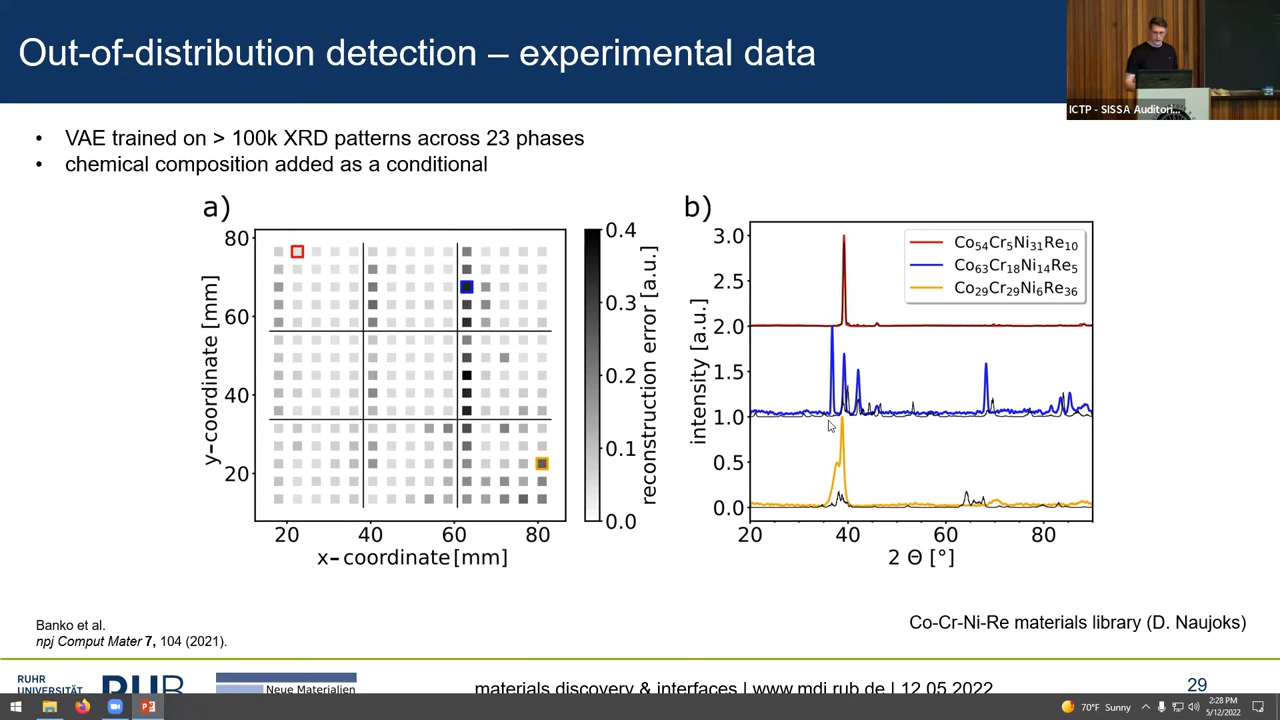 Out-of-distribution detection – experimental data
ICTP - SISSA Auditori...
• VAE trained on > 100k XRD patterns across 23 phases
• chemical composition added as a conditional
a)
80
60
40
20
y-coordinate [mm]
20 40 60 80
x-coordinate [mm]
0.4
0.3
0.2
0.1
0.0
reconstruction error [a.u.]
b)
3.0
2.5
2.0
1.5
1.0
0.5
0.0
intensity [a.u.]
Co₅₄Cr₅Ni₃₁Re₁₀
Co₆₃Cr₁₈Ni₁₄Re₅
Co₂₉Cr₂₉Ni₆Re₃₆
20 40 60 80
2 Θ [°]
Banko et al.
npj Comput Mater 7, 104 (2021).
Co-Cr-Ni-Re materials library (D. Naujoks)
RUHR
UNIVERSITÄT
RUB
Neue Materialien
materials discovery & interfaces | www.mdi.rub.de | 12.05.2022
29
70°F Sunny
2:28 PM
5/12/2022